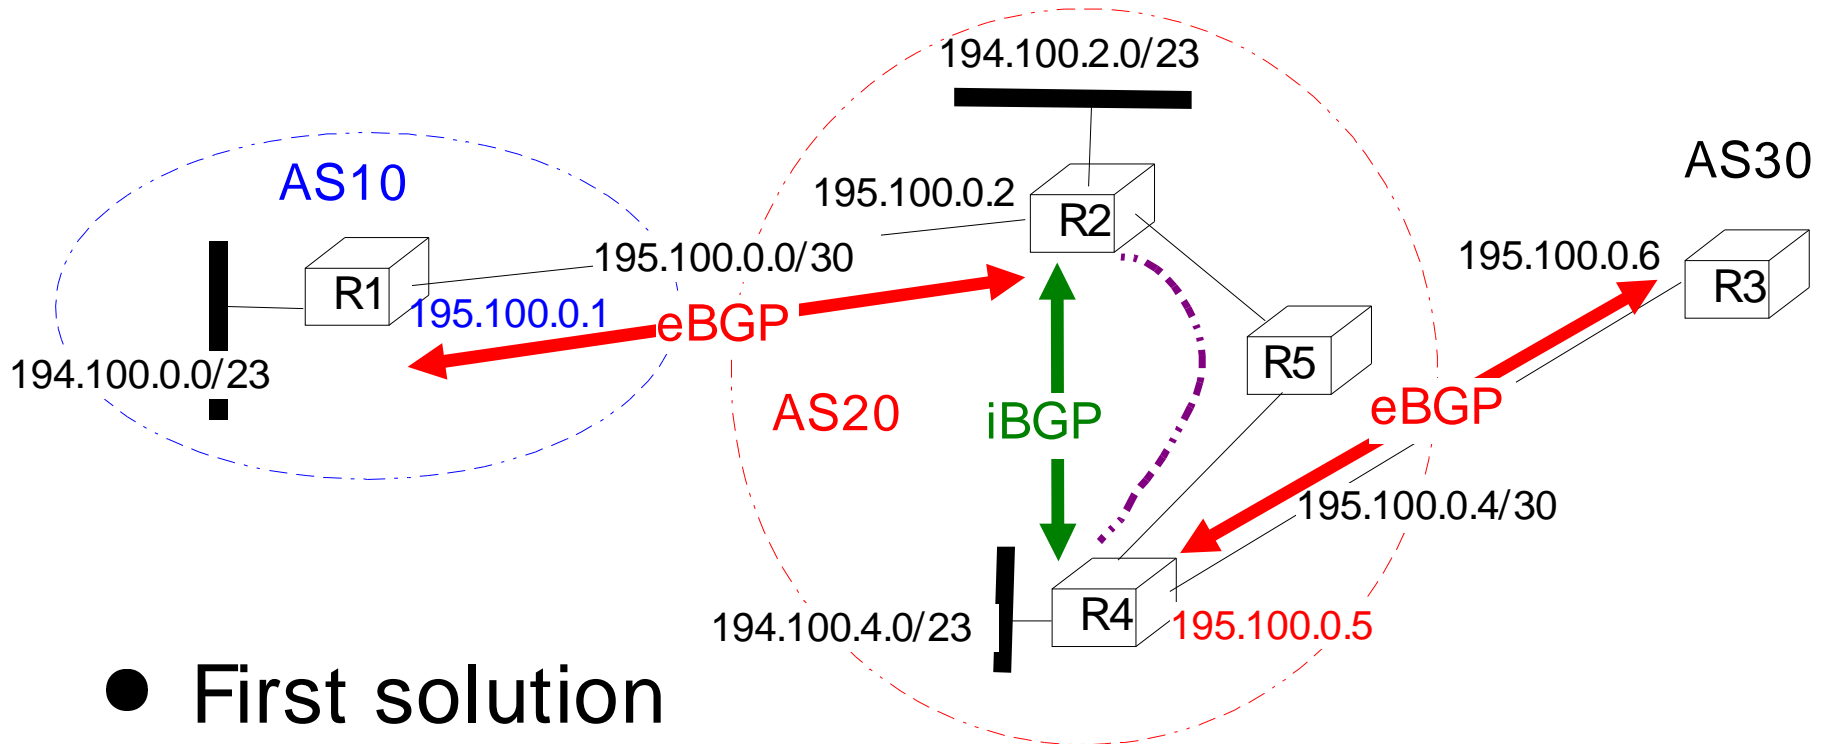 194.100.2.0/23
AS10
AS30
195.100.0.2
R2
195.100.0.0/30
195.100.0.6
R1
R3
195.100.0.1
eBGP
194.100.0.0/23
R5
AS20
iBGP
eBGP
195.100.0.4/30
194.100.4.0/23
R4
195.100.0.5
● First solution